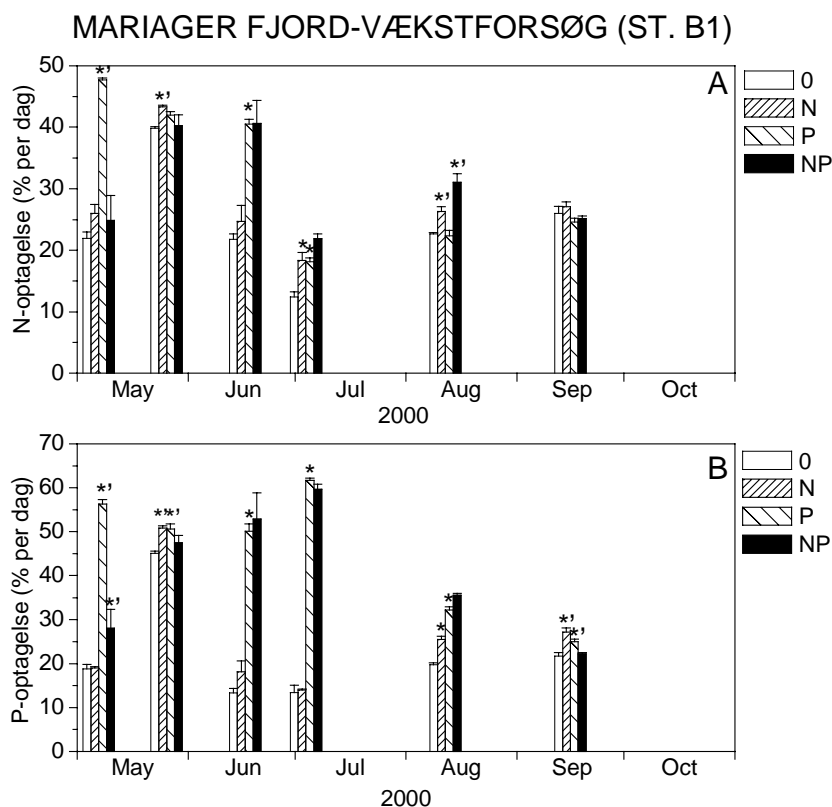 MARIAGER FJORD-VÆKSTFORSØG (ST. B1)
N-optagelse (% per dag)
50
40
30
20
10
0
*’
*’
*
*
*
*’
*’
A
0
N
P
NP
May Jun Jul Aug Sep Oct
2000
P-optagelse (% per dag)
70
60
50
40
30
20
10
0
*’
*’
*’*’
*
*
*
*
*’
*’
B
0
N
P
NP
May Jun Jul Aug Sep Oct
2000